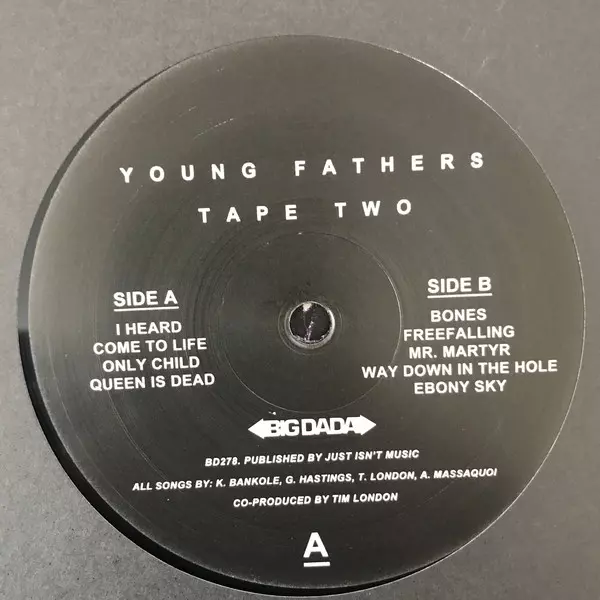 YOUNG FATHERS
TAPE TWO
SIDE A
I HEARD
COME TO LIFE
ONLY CHILD
QUEEN IS DEAD
SIDE B
BONES
FREEFALLING
MR. MARTYR
WAY DOWN IN THE HOLE
EBONY SKY
BIG DADA
BD278. PUBLISHED BY JUST ISN'T MUSIC
ALL SONGS BY: K. BANKOLE, G. HASTINGS, T. LONDON, A. MASSAQUOI
CO-PRODUCED BY TIM LONDON
A